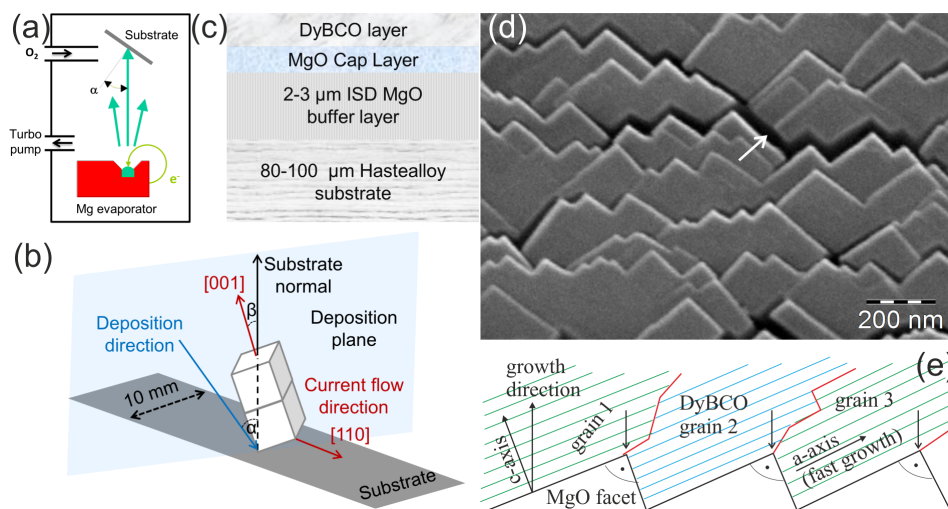 (a)
Substrate
O₂
α
Turbo
pump
e⁻
Mg evaporator
(c)
DyBCO layer
MgO Cap Layer
2-3 µm ISD MgO
buffer layer
80-100 µm Hastealloy
substrate
(d)
200 nm
(b)
[001]
Substrate
normal
β
Deposition
direction
Deposition
plane
10 mm
Current flow
direction
α
[110]
Substrate
(e)
growth
direction
c-axis
grain 1
DyBCO
grain 2
grain 3
a-axis
(fast growth)
MgO facet